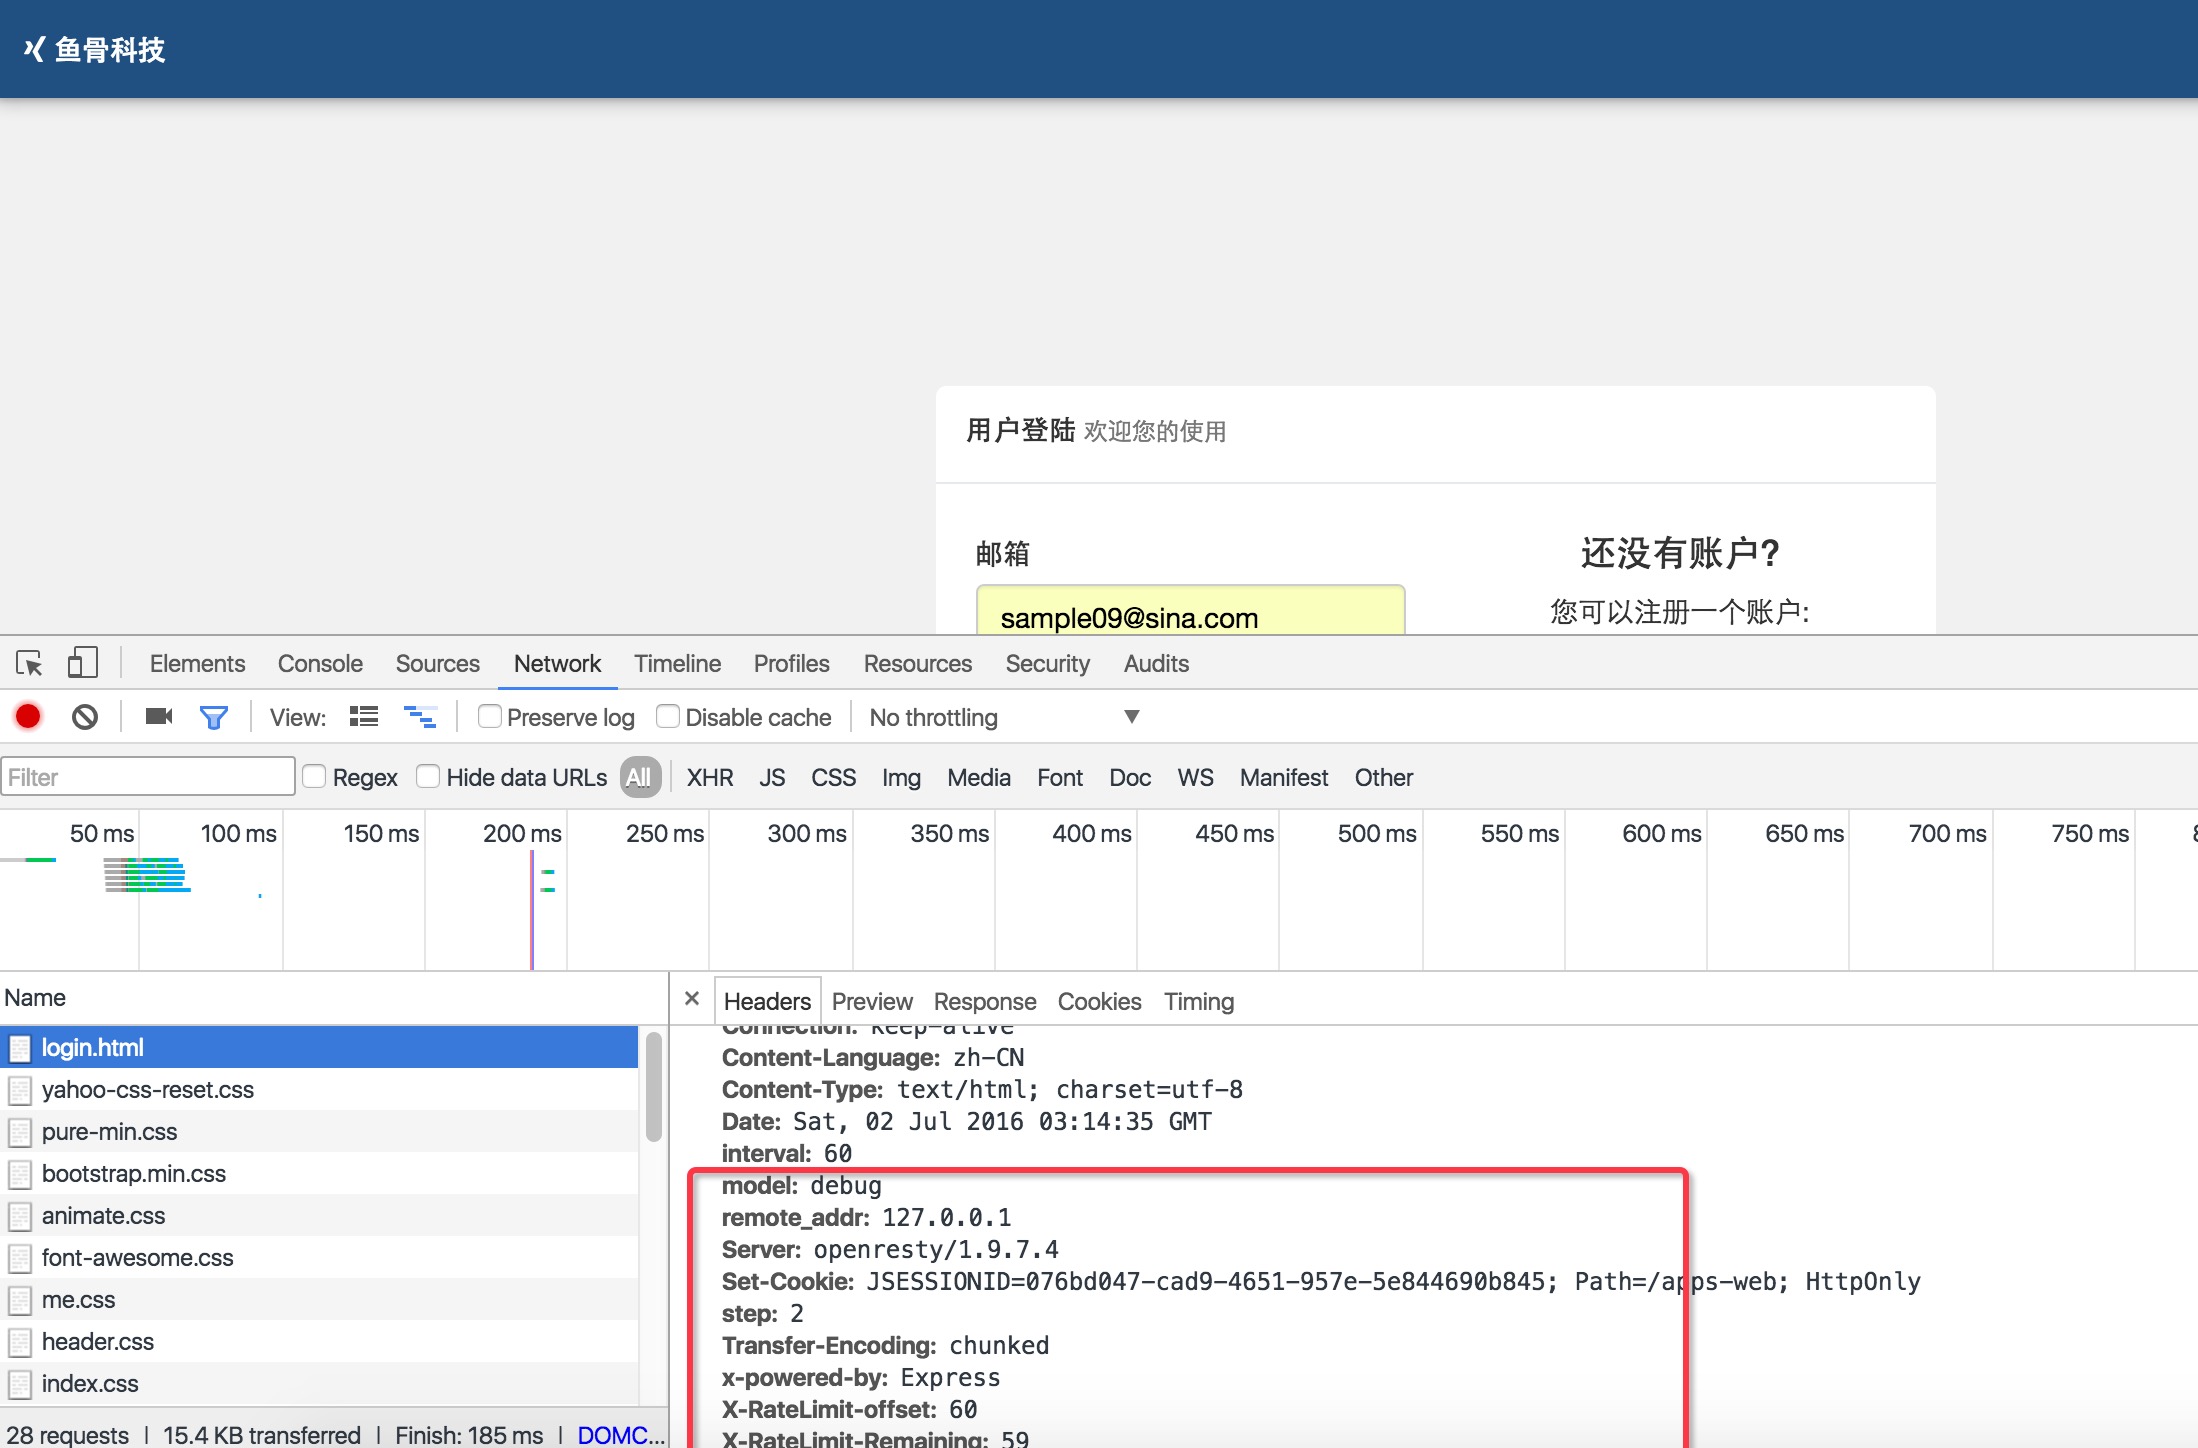 鱼骨科技
用户登陆 欢迎您的使用
邮箱
还没有账户?
sample09@sina.com
您可以注册一个账户:
Elements Console Sources Network Timeline Profiles Resources Security Audits
View: Preserve log Disable cache No throttling
Filter Regex Hide data URLs All XHR JS CSS Img Media Font Doc WS Manifest Other
50 ms 100 ms 150 ms 200 ms 250 ms 300 ms 350 ms 400 ms 450 ms 500 ms 550 ms 600 ms 650 ms 700 ms 750 ms
Name
Headers Preview Response Cookies Timing
login.html
yahoo-css-reset.css
pure-min.css
bootstrap.min.css
animate.css
font-awesome.css
me.css
header.css
index.css
28 requests | 15.4 KB transferred | Finish: 185 ms | DOMC...
Connection: keep-alive
Content-Language: zh-CN
Content-Type: text/html; charset=utf-8
Date: Sat, 02 Jul 2016 03:14:35 GMT
interval: 60
model: debug
remote_addr: 127.0.0.1
Server: openresty/1.9.7.4
Set-Cookie: JSESSIONID=076bd047-cad9-4651-957e-5e844690b845; Path=/apps-web; HttpOnly
step: 2
Transfer-Encoding: chunked
x-powered-by: Express
X-RateLimit-offset: 60
X-RateLimit-Remaining: 59